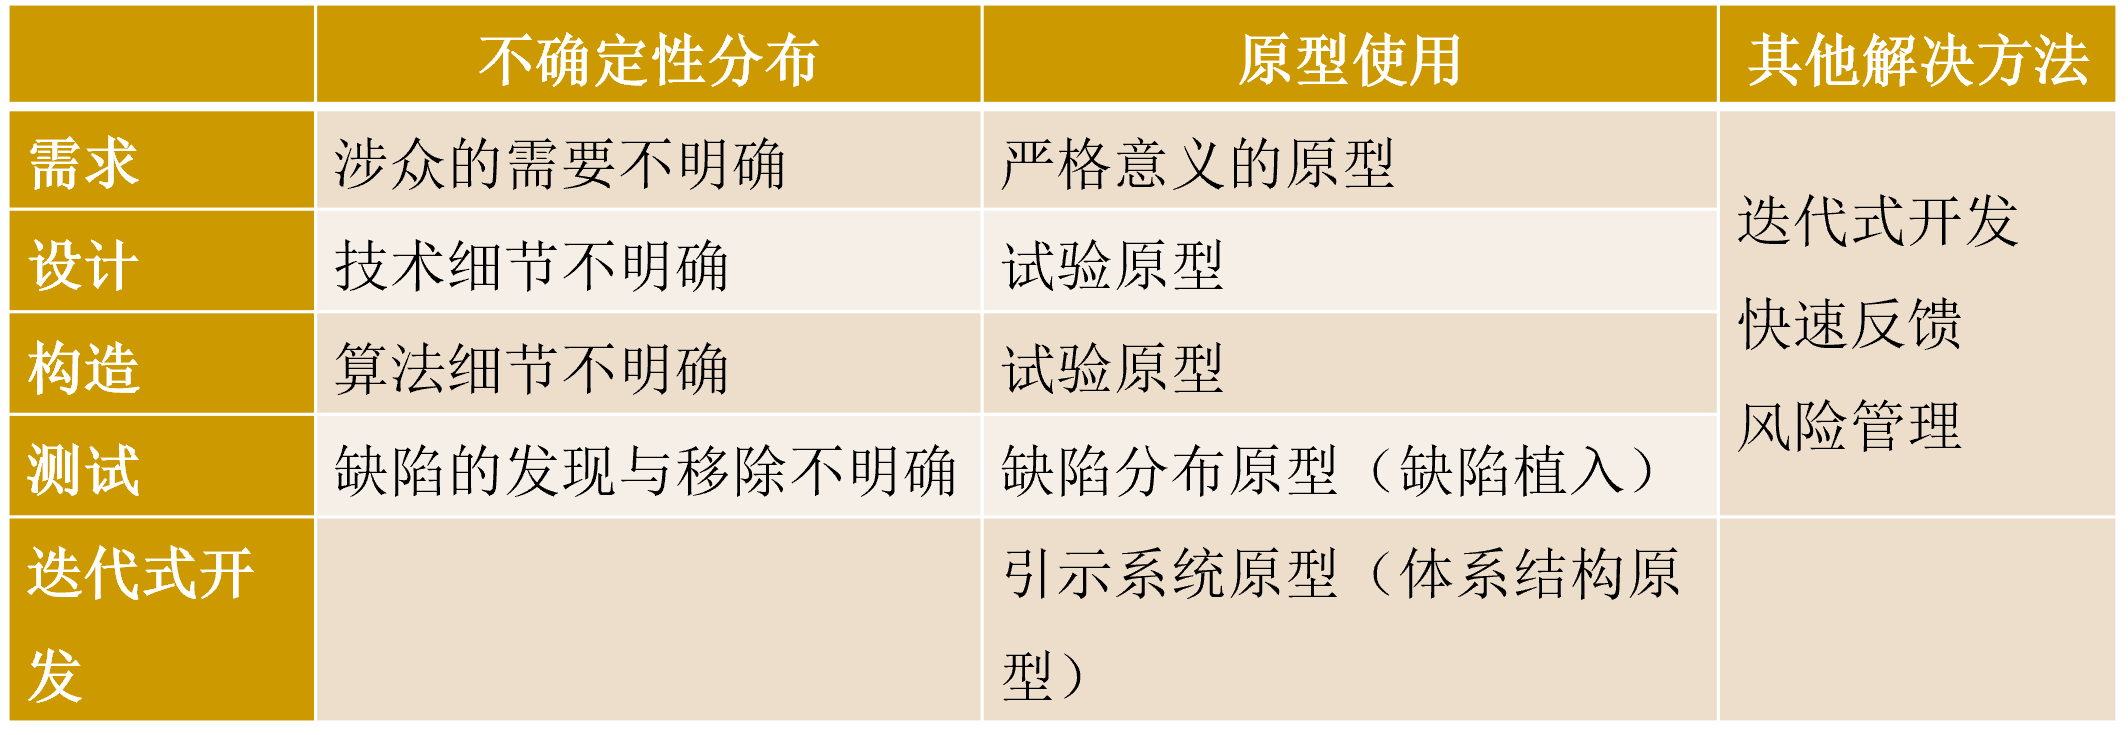 不确定性分布
原型使用
其他解决方法
需求
涉众的需要不明确
严格意义的原型
迭代式开发
快速反馈
风险管理
设计
技术细节不明确
试验原型
构造
算法细节不明确
试验原型
测试
缺陷的发现与移除不明确
缺陷分布原型（缺陷植入）
迭代式开
发
引示系统原型（体系结构原
型）